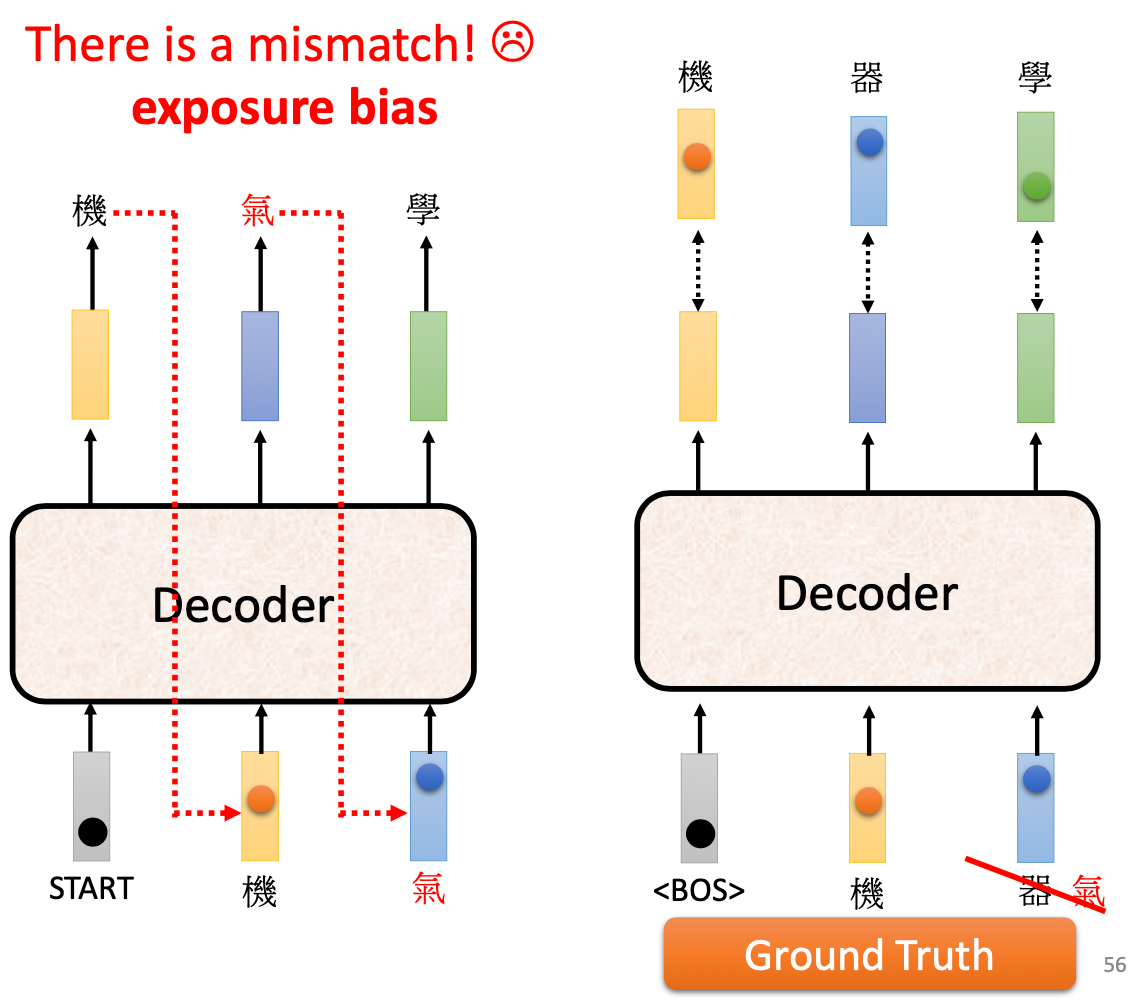 There is a mismatch! ☹
exposure bias
機 氣 學
Decoder
START 機 氣
機 器 學
Decoder
<BOS> 機 器 氣
Ground Truth
56